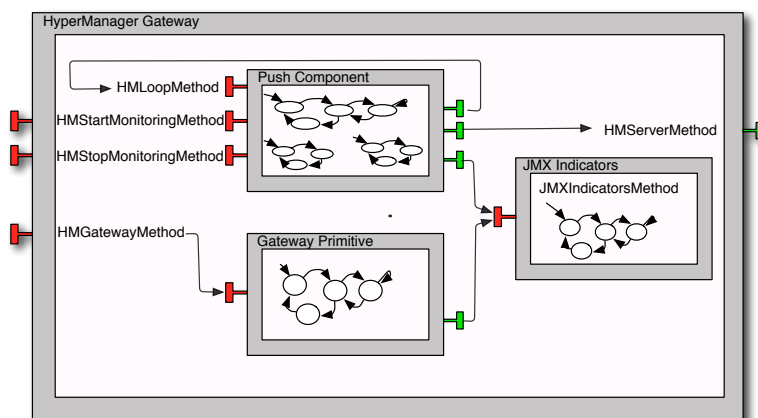 HyperManager Gateway
Push Component
HMLoopMethod
HMStartMonitoringMethod
HMServerMethod
HMStopMonitoringMethod
JMX Indicators
JMXIndicatorsMethod
HMGatewayMethod
Gateway Primitive